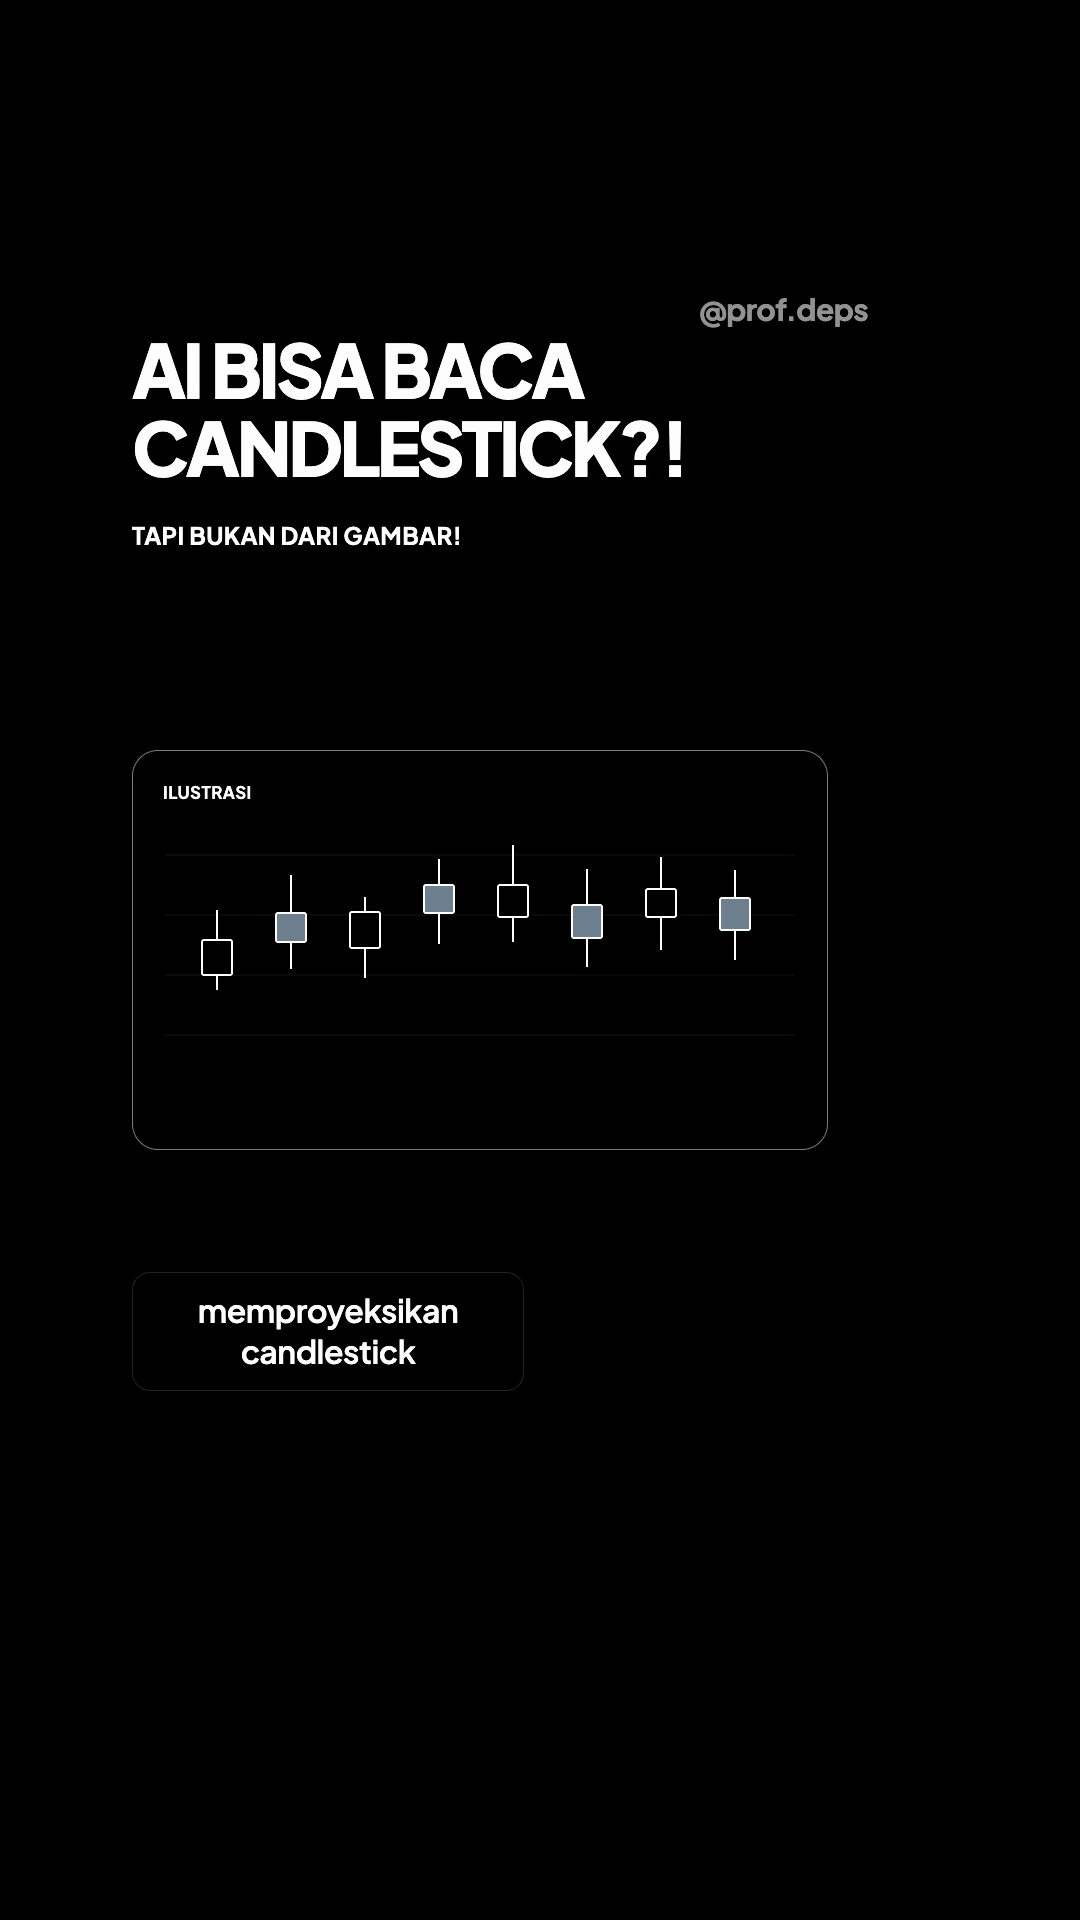 @prof.deps
AI BISA BACA
CANDLESTICK?!
TAPI BUKAN DARI GAMBAR!
ILUSTRASI
memproyeksikan
candlestick